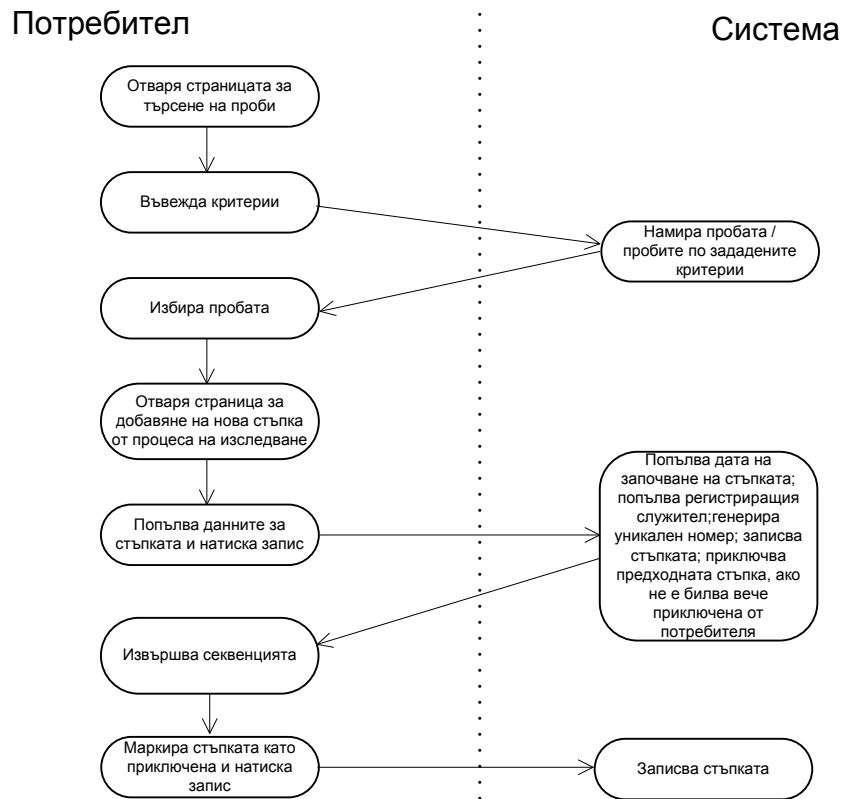 Потребител
Система
Отваря страницата за
търсене на проби
Въвежда критерии
Намира пробата /
пробите по зададените
критерии
Избира пробата
Отваря страница за
добавяне на нова стъпка
от процеса на изследване
Попълва данните за
стъпката и натиска запис
Попълва дата на
започване на стъпката;
попълва регистриращия
служител;генерира
уникален номер; записва
стъпката; приключва
предходната стъпка, ако
не е билва вече
приключена от
потребителя
Извършва секвенцията
Маркира стъпката като
приключена и натиска
запис
Записва стъпката